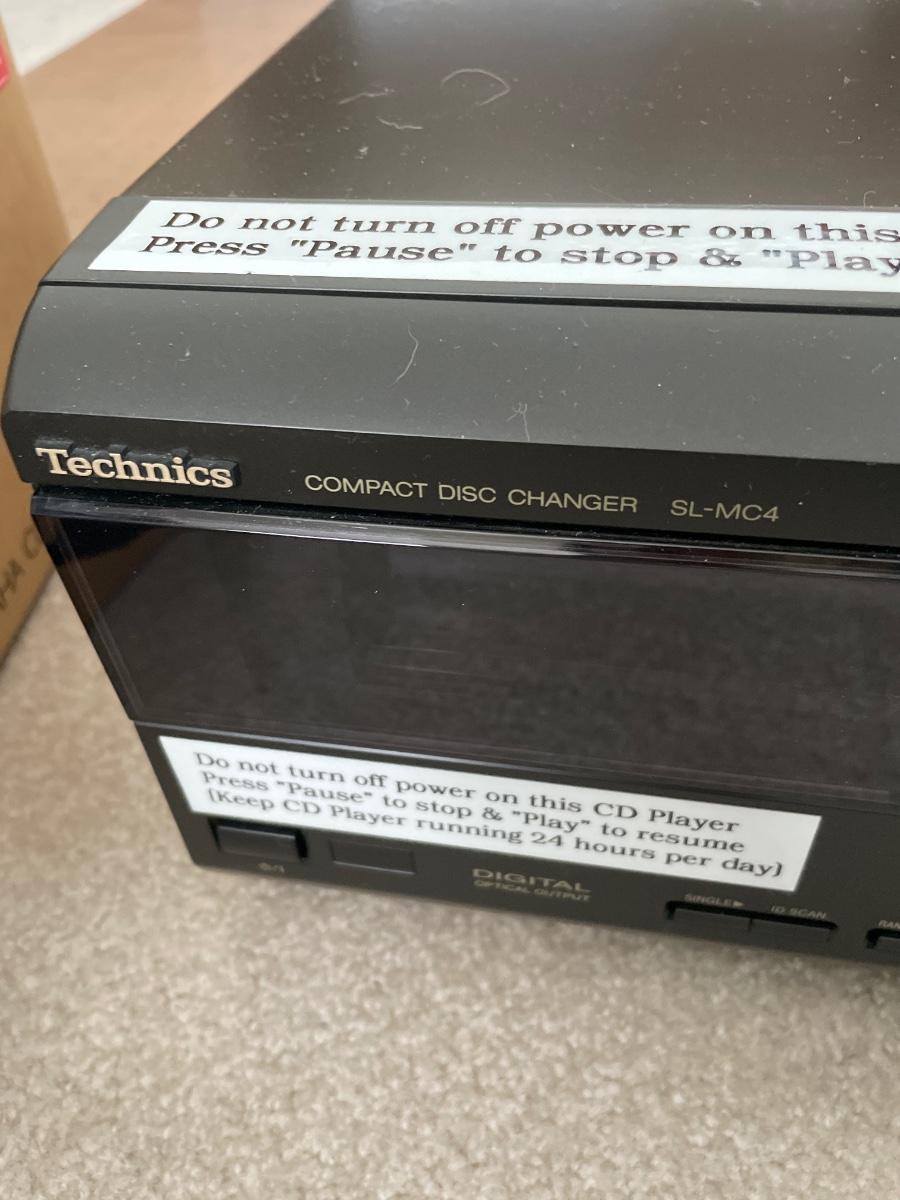 Do not turn off power on this
Press "Pause" to stop & "Play
Technics
COMPACT DISC CHANGER SL-MC4
Do not turn off power on this CD Player
Press "Pause" to stop & "Play" to resume
(Keep CD Player running 24 hours per day)
DIGITAL
OPTICAL OUTPUT
SINGLE▶ ID SCAN